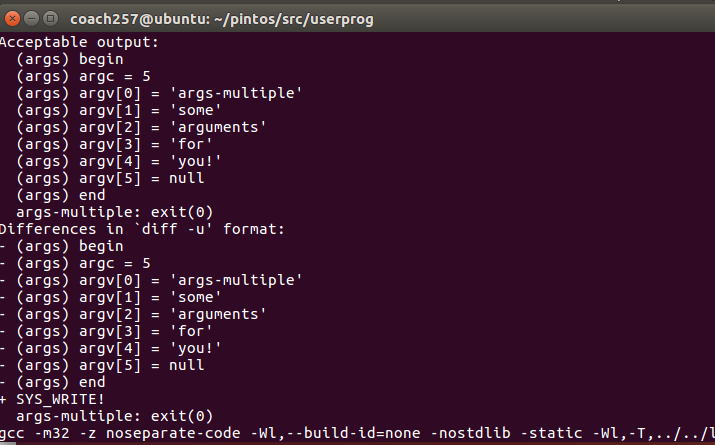 coach257@ubuntu: ~/pintos/src/userprog
Acceptable output:
  (args) begin
  (args) argc = 5
  (args) argv[0] = 'args-multiple'
  (args) argv[1] = 'some'
  (args) argv[2] = 'arguments'
  (args) argv[3] = 'for'
  (args) argv[4] = 'you!'
  (args) argv[5] = null
  (args) end
  args-multiple: exit(0)
Differences in `diff -u' format:
- (args) begin
- (args) argc = 5
- (args) argv[0] = 'args-multiple'
- (args) argv[1] = 'some'
- (args) argv[2] = 'arguments'
- (args) argv[3] = 'for'
- (args) argv[4] = 'you!'
- (args) argv[5] = null
- (args) end
+ SYS_WRITE!
  args-multiple: exit(0)
gcc -m32 -z noseparate-code -Wl,--build-id=none -nostdlib -static -Wl,-T,../../l